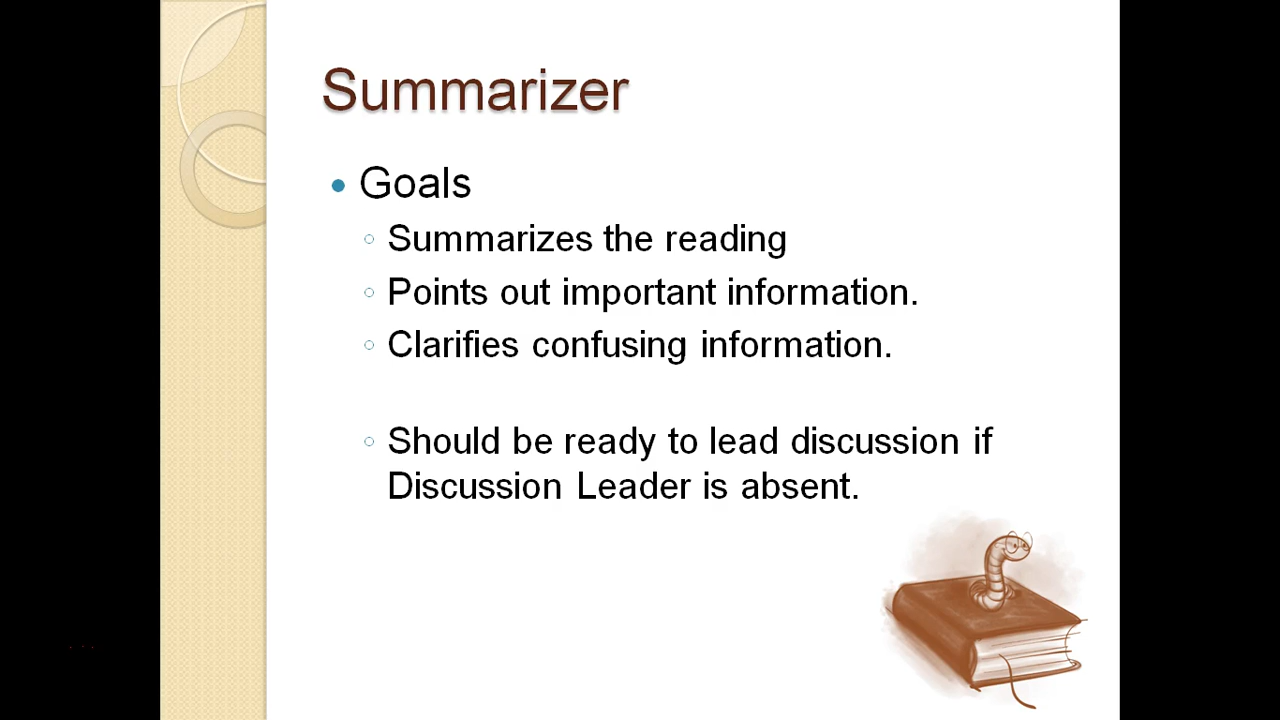 Summarizer
Goals
Summarizes the reading
Points out important information.
Clarifies confusing information.
Should be ready to lead discussion if
Discussion Leader is absent.